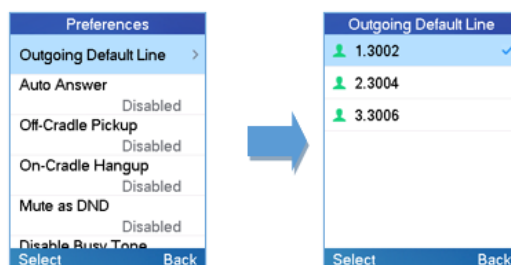 Preferences
Outgoing Default Line
Auto Answer
Disabled
Off-Cradle Pickup
Disabled
On-Cradle Hangup
Disabled
Mute as DND
Disabled
Disable Busy Tone
Select Back
Outgoing Default Line
1.3002
2.3004
3.3006
Select Back